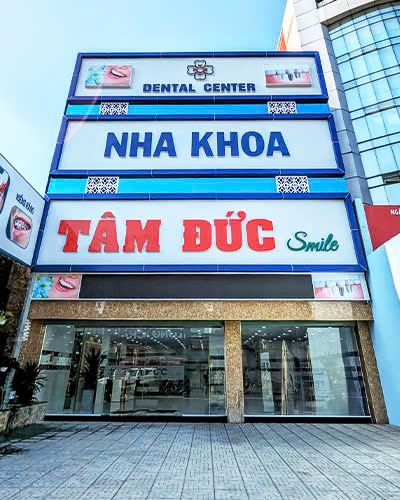 DENTAL CENTER
NHA KHOA
TÂM ĐỨC Smile